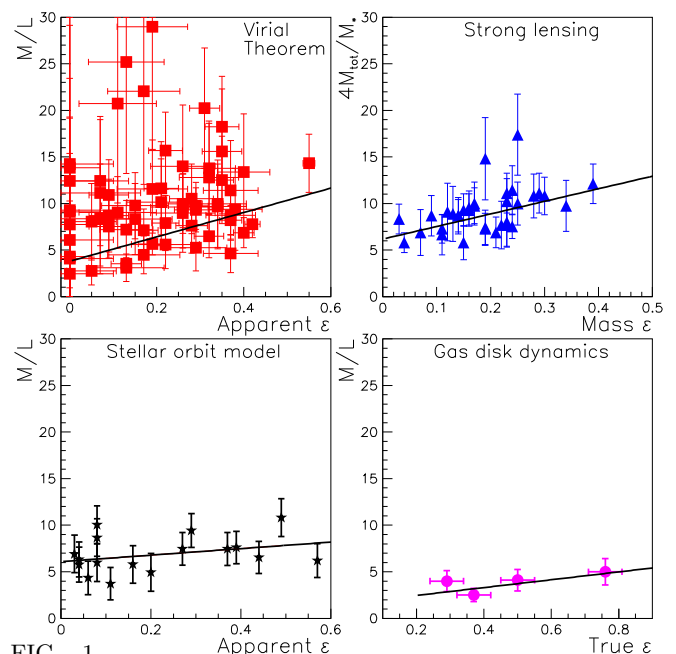 M/L
30
25
20
15
10
5
0
Virial
Theorem
0 0.2 0.4 0.6
Apparent ε
4M_tot/M_*
30
25
20
15
10
5
0
Strong lensing
0 0.1 0.2 0.3 0.4 0.5
Mass ε
M/L
30
25
20
15
10
5
0
Stellar orbit model
0 0.2 0.4 0.6
Apparent ε
M/L
30
25
20
15
10
5
0
Gas disk dynamics
0.2 0.4 0.6 0.8
True ε